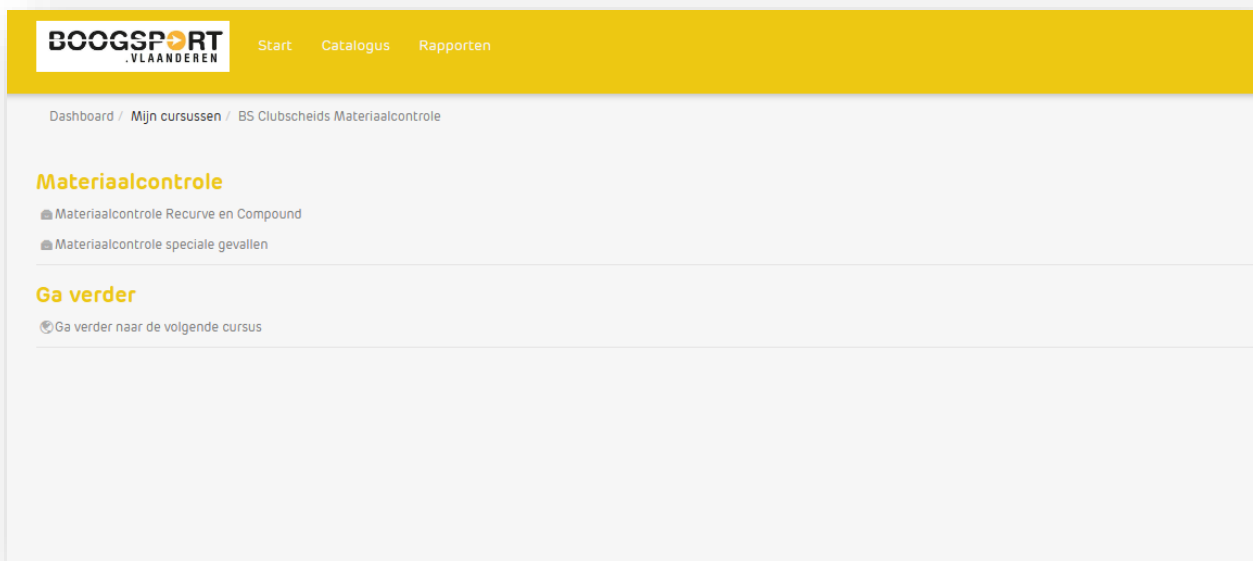 BOOGSPORT
.VLAANDEREN
Start Catalogus Rapporten
Dashboard / Mijn cursussen / BS Clubscheids Materiaalcontrole
Materiaalcontrole
Materiaalcontrole Recurve en Compound
Materiaalcontrole speciale gevallen
Ga verder
Ga verder naar de volgende cursus